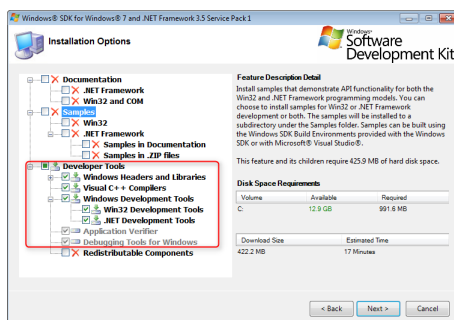 Windows® SDK for Windows® 7 and .NET Framework 3.5 Service Pack 1
Installation Options
Windows®
Software
Development Kit
Documentation
.NET Framework
Win32 and COM
Samples
Win32
.NET Framework
Samples in Documentation
Samples in .ZIP files
Developer Tools
Windows Headers and Libraries
Visual C++ Compilers
Windows Development Tools
Win32 Development Tools
.NET Development Tools
Application Verifier
Debugging Tools for Windows
Redistributable Components
Feature Description Detail
Install samples that demonstrate API functionality for both the
Win32 and .NET Framework programming models. You can
choose to install samples for Win32 or .NET Framework
development or both. The samples will be installed to a
subdirectory under the Samples folder. Samples can be built using
the Windows SDK Build Environments provided with the Windows
SDK or with Microsoft® Visual Studio®.
This feature and its children require 425.9 MB of hard disk space.
Disk Space Requirements
Volume Available Required
C: 12.9 GB 991.6 MB
Download Size Estimated Time
422.2 MB 17 Minutes
< Back Next > Cancel